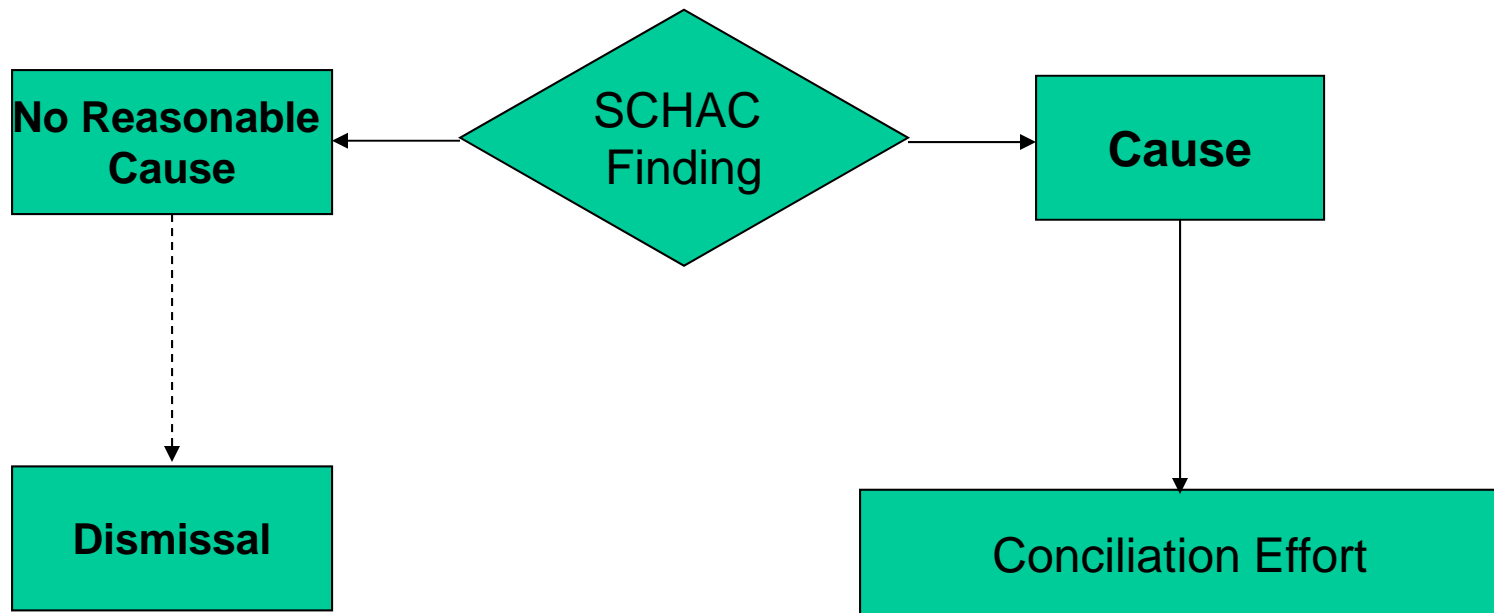 No Reasonable
Cause
SCHAC
Finding
Cause
Dismissal
Conciliation Effort